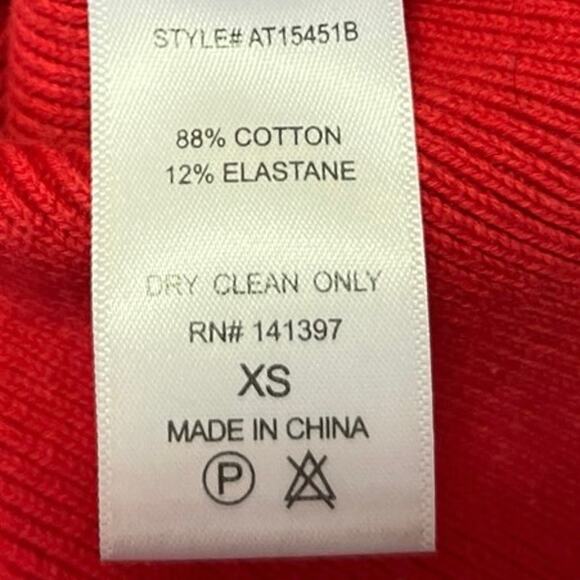 STYLE# AT15451B
88% COTTON
12% ELASTANE
DRY CLEAN ONLY
RN# 141397
XS
MADE IN CHINA
P